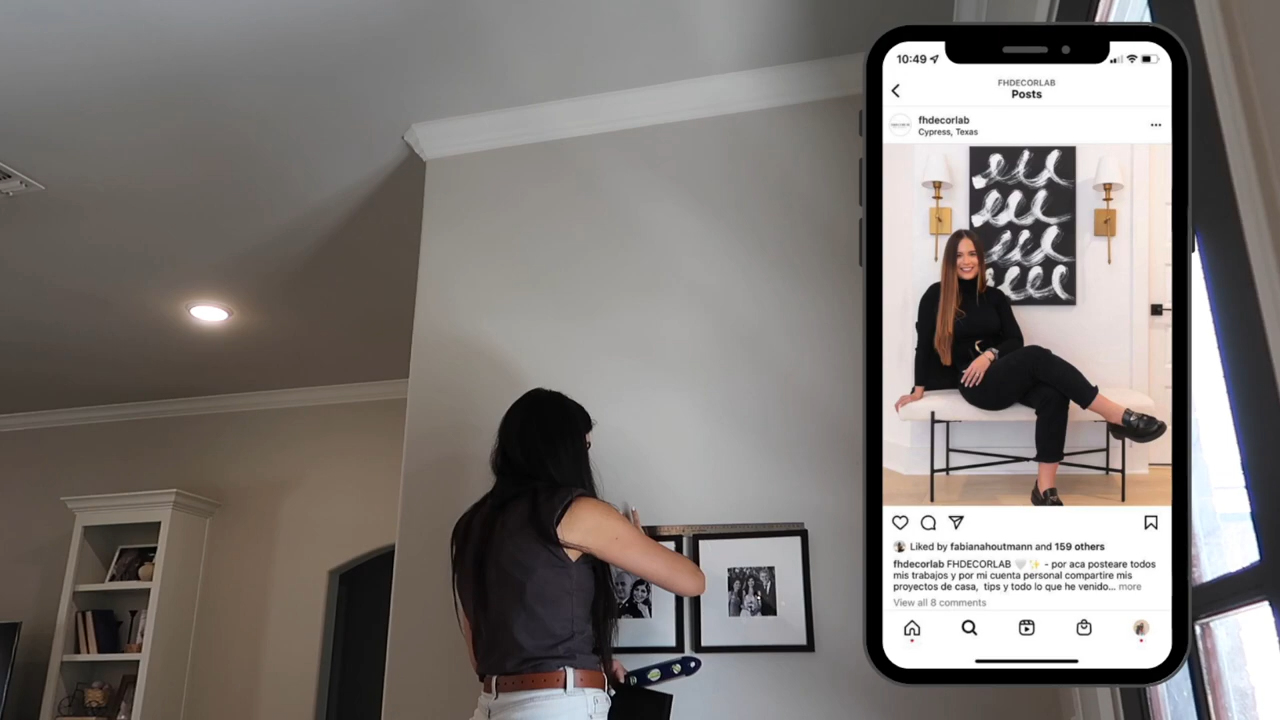 10:49
FHDECORLAB
Posts
fhdecorlab
Cypress, Texas
Liked by fabianahoutmann and 159 others
fhdecorlab FHDECORLAB 🤍✨ - por aca posteare todos
mis trabajos y por mi cuenta personal compartire mis
proyectos de casa, tips y todo lo que he venido... more
View all 8 comments